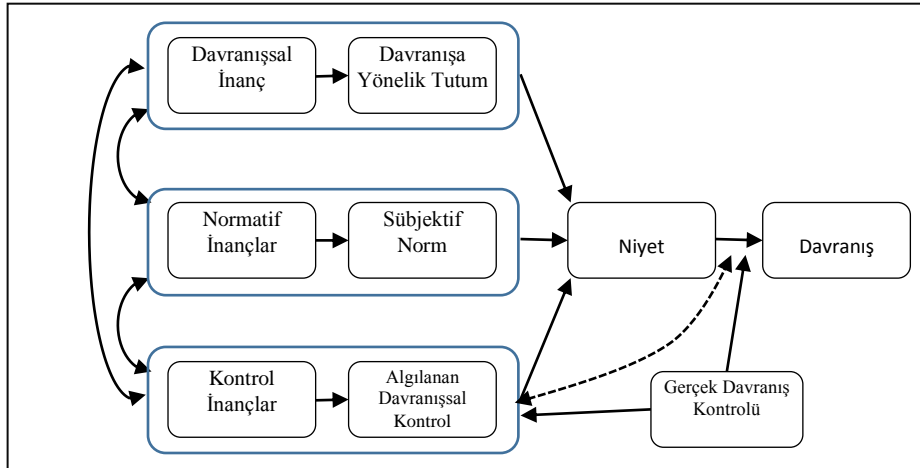 Davranışsal
İnanç
Davranışa
Yönelik Tutum
Normatif
İnançlar
Sübjektif
Norm
Niyet
Davranış
Kontrol
İnançlar
Algılanan
Davranışsal
Kontrol
Gerçek Davranış
Kontrolü